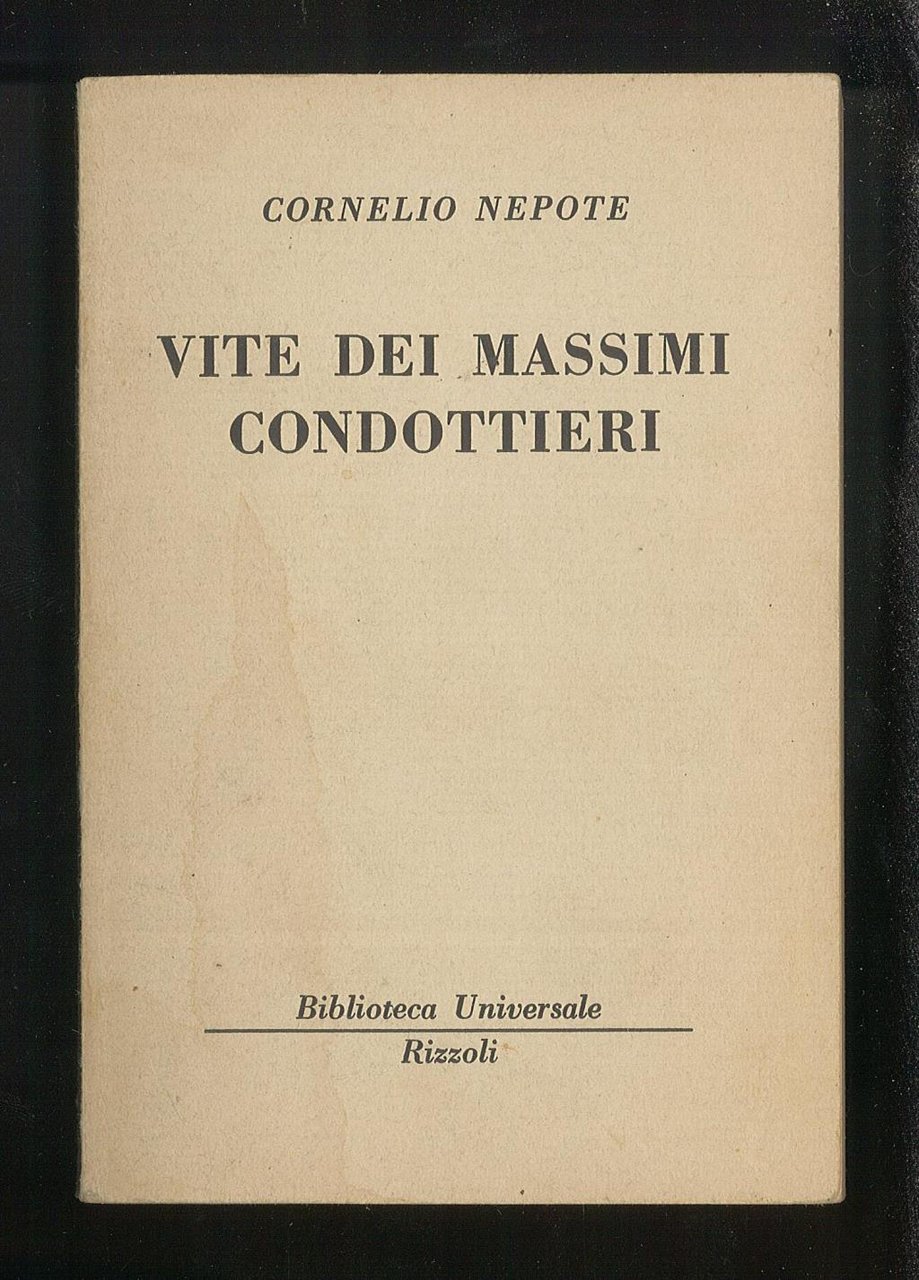 CORNELIO NEPOTE
VITE DEI MASSIMI
CONDOTTIERI
Biblioteca Universale
Rizzoli